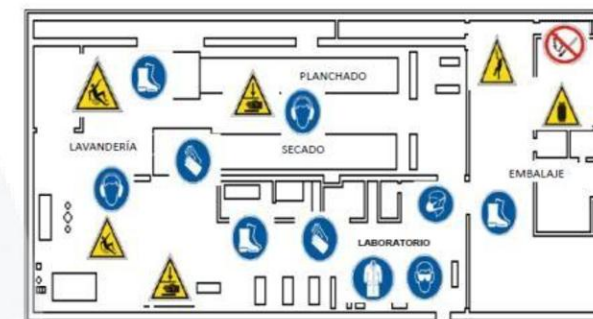 PLANCHADO
LAVANDERÍA
SECADO
EMBALAJE
LABORATORIO